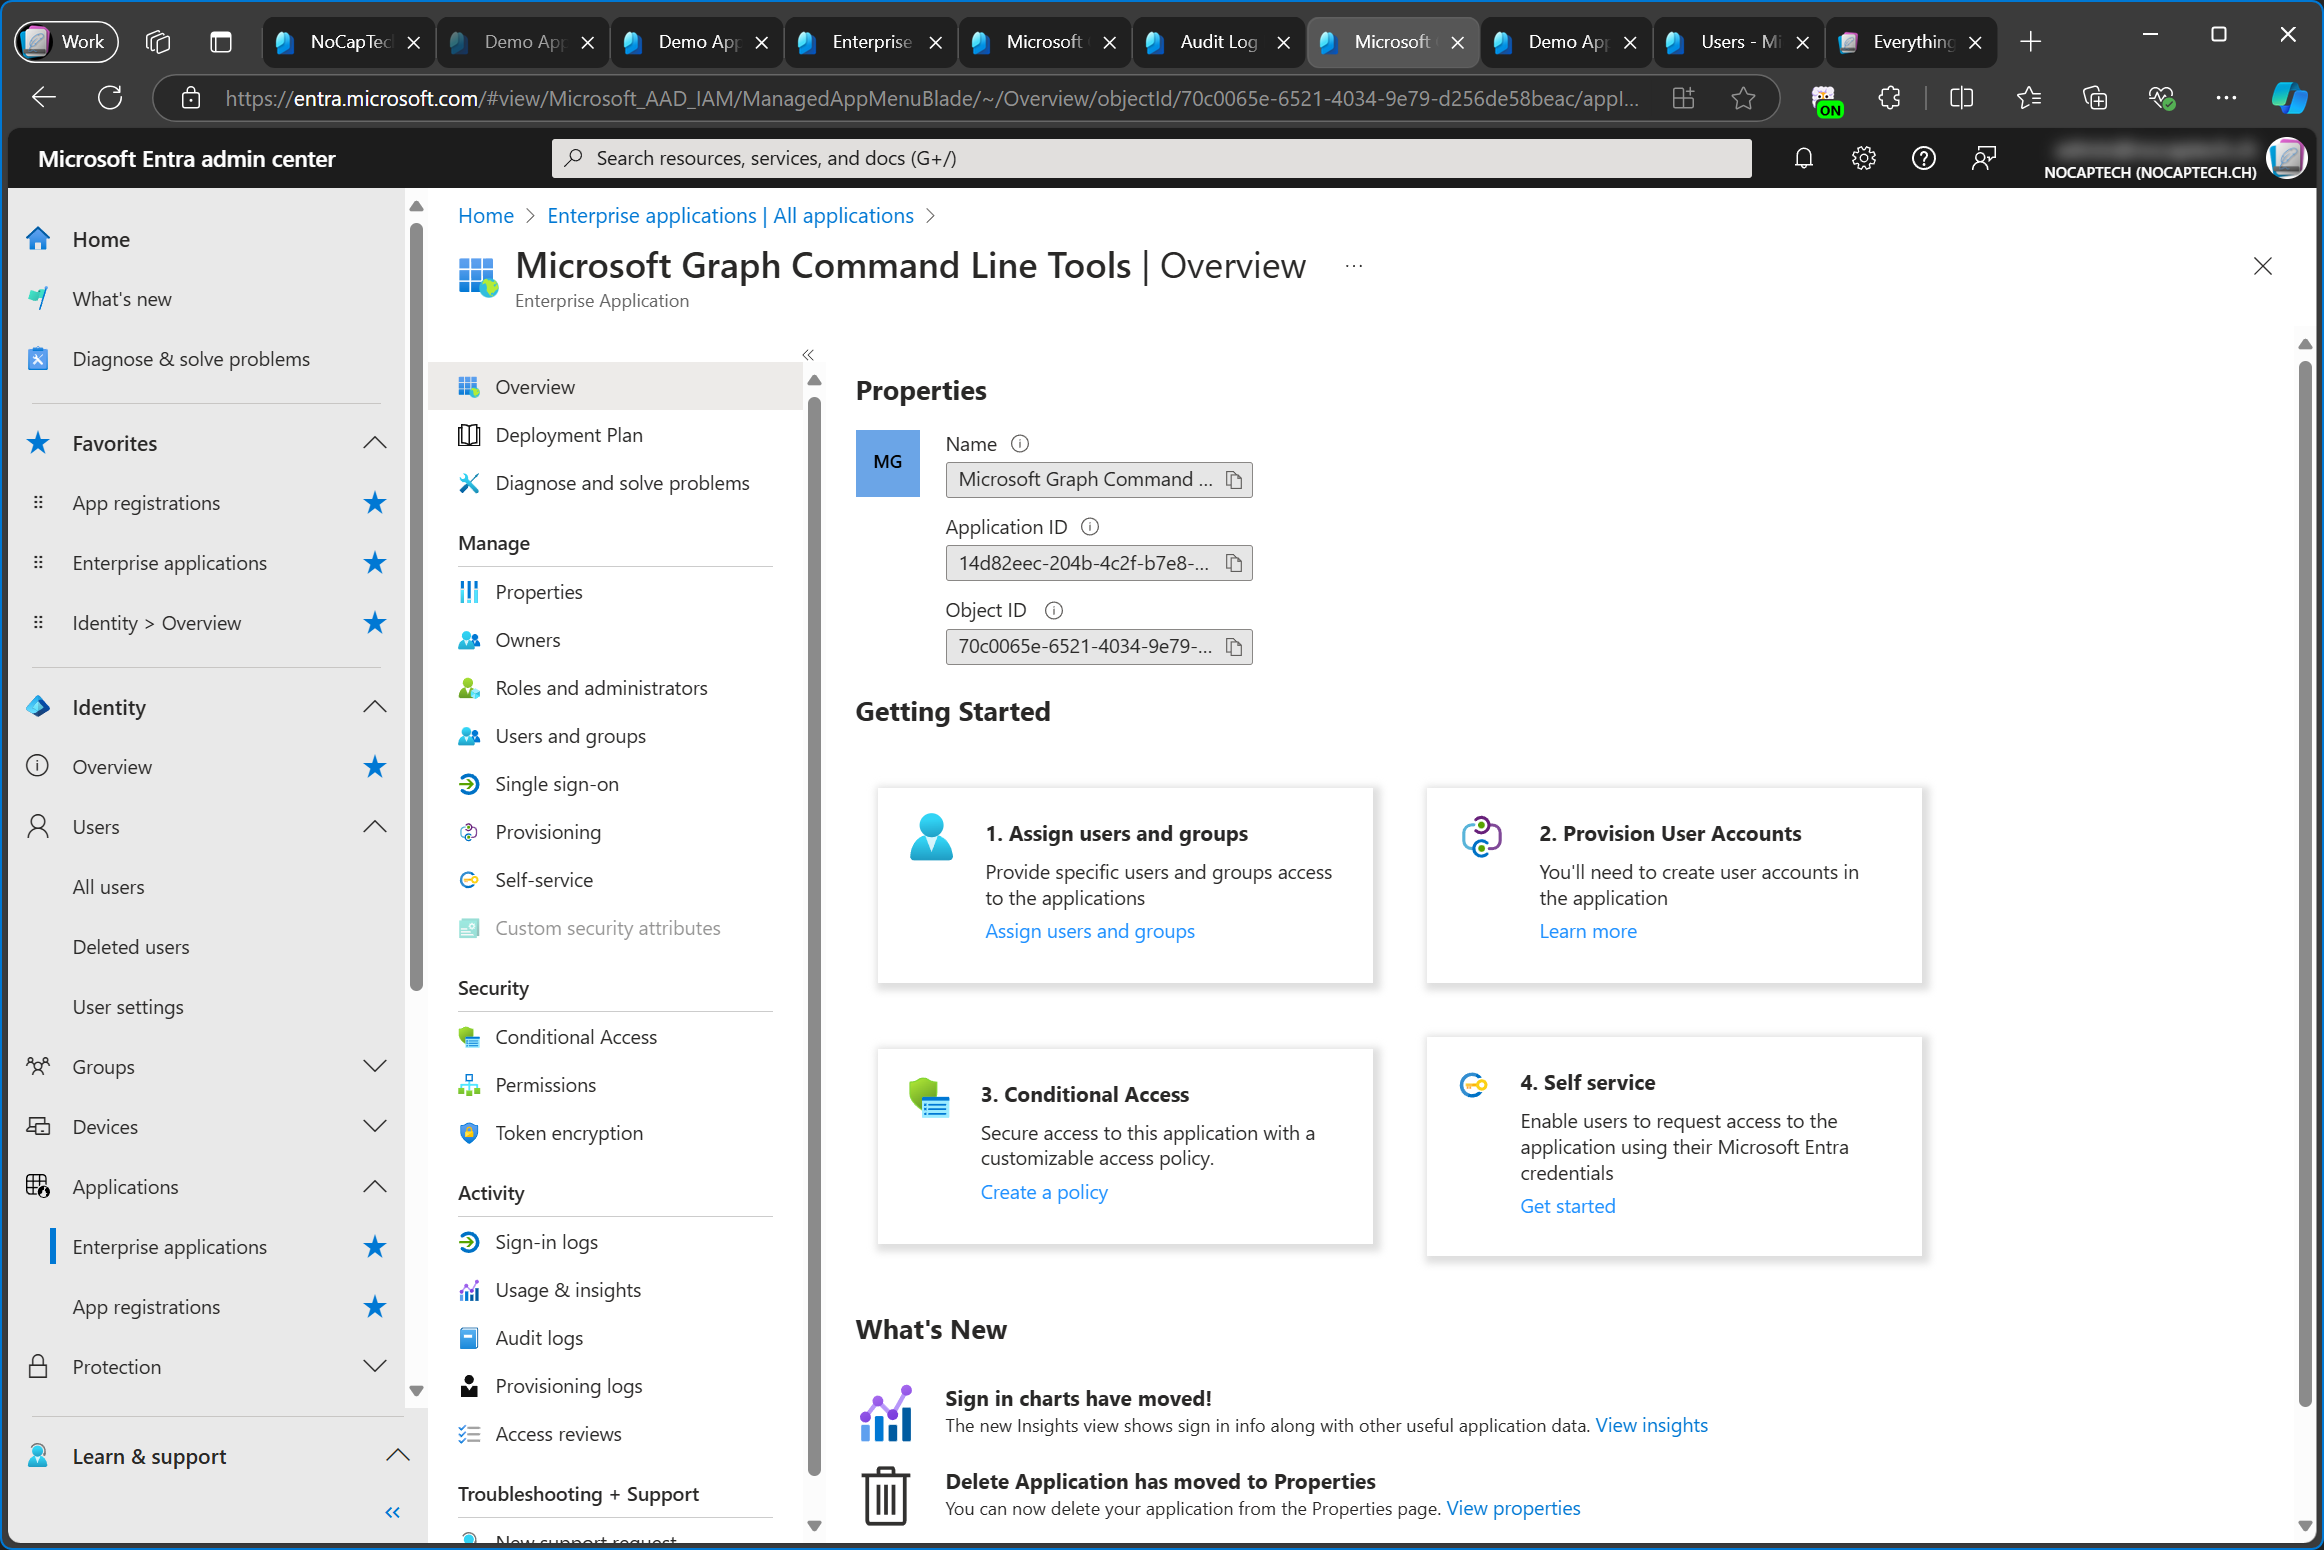 Work
NoCapTec
Demo App
Demo App
Enterprise
Microsoft
Audit Log
Microsoft
Demo App
Users - Mi
Everything
https://entra.microsoft.com/#view/Microsoft_AAD_IAM/ManagedAppMenuBlade/~/Overview/objectId/70c0065e-6521-4034-9e79-d256de58beac/appI...
ON
Microsoft Entra admin center
Search resources, services, and docs (G+/)
NOCAPTECH (NOCAPTECH.CH)
Home
What's new
Diagnose & solve problems
Favorites
App registrations
Enterprise applications
Identity > Overview
Identity
Overview
Users
All users
Deleted users
User settings
Groups
Devices
Applications
Enterprise applications
App registrations
Protection
Learn & support
Home > Enterprise applications | All applications >
Microsoft Graph Command Line Tools | Overview ...
Enterprise Application
Overview
Deployment Plan
Diagnose and solve problems
Manage
Properties
Owners
Roles and administrators
Users and groups
Single sign-on
Provisioning
Self-service
Custom security attributes
Security
Conditional Access
Permissions
Token encryption
Activity
Sign-in logs
Usage & insights
Audit logs
Provisioning logs
Access reviews
Troubleshooting + Support
New support request
Properties
MG
Name
Microsoft Graph Command ...
Application ID
14d82eec-204b-4c2f-b7e8-...
Object ID
70c0065e-6521-4034-9e79-...
Getting Started
1. Assign users and groups
Provide specific users and groups access
to the applications
Assign users and groups
2. Provision User Accounts
You'll need to create user accounts in
the application
Learn more
3. Conditional Access
Secure access to this application with a
customizable access policy.
Create a policy
4. Self service
Enable users to request access to the
application using their Microsoft Entra
credentials
Get started
What's New
Sign in charts have moved!
The new Insights view shows sign in info along with other useful application data. View insights
Delete Application has moved to Properties
You can now delete your application from the Properties page. View properties